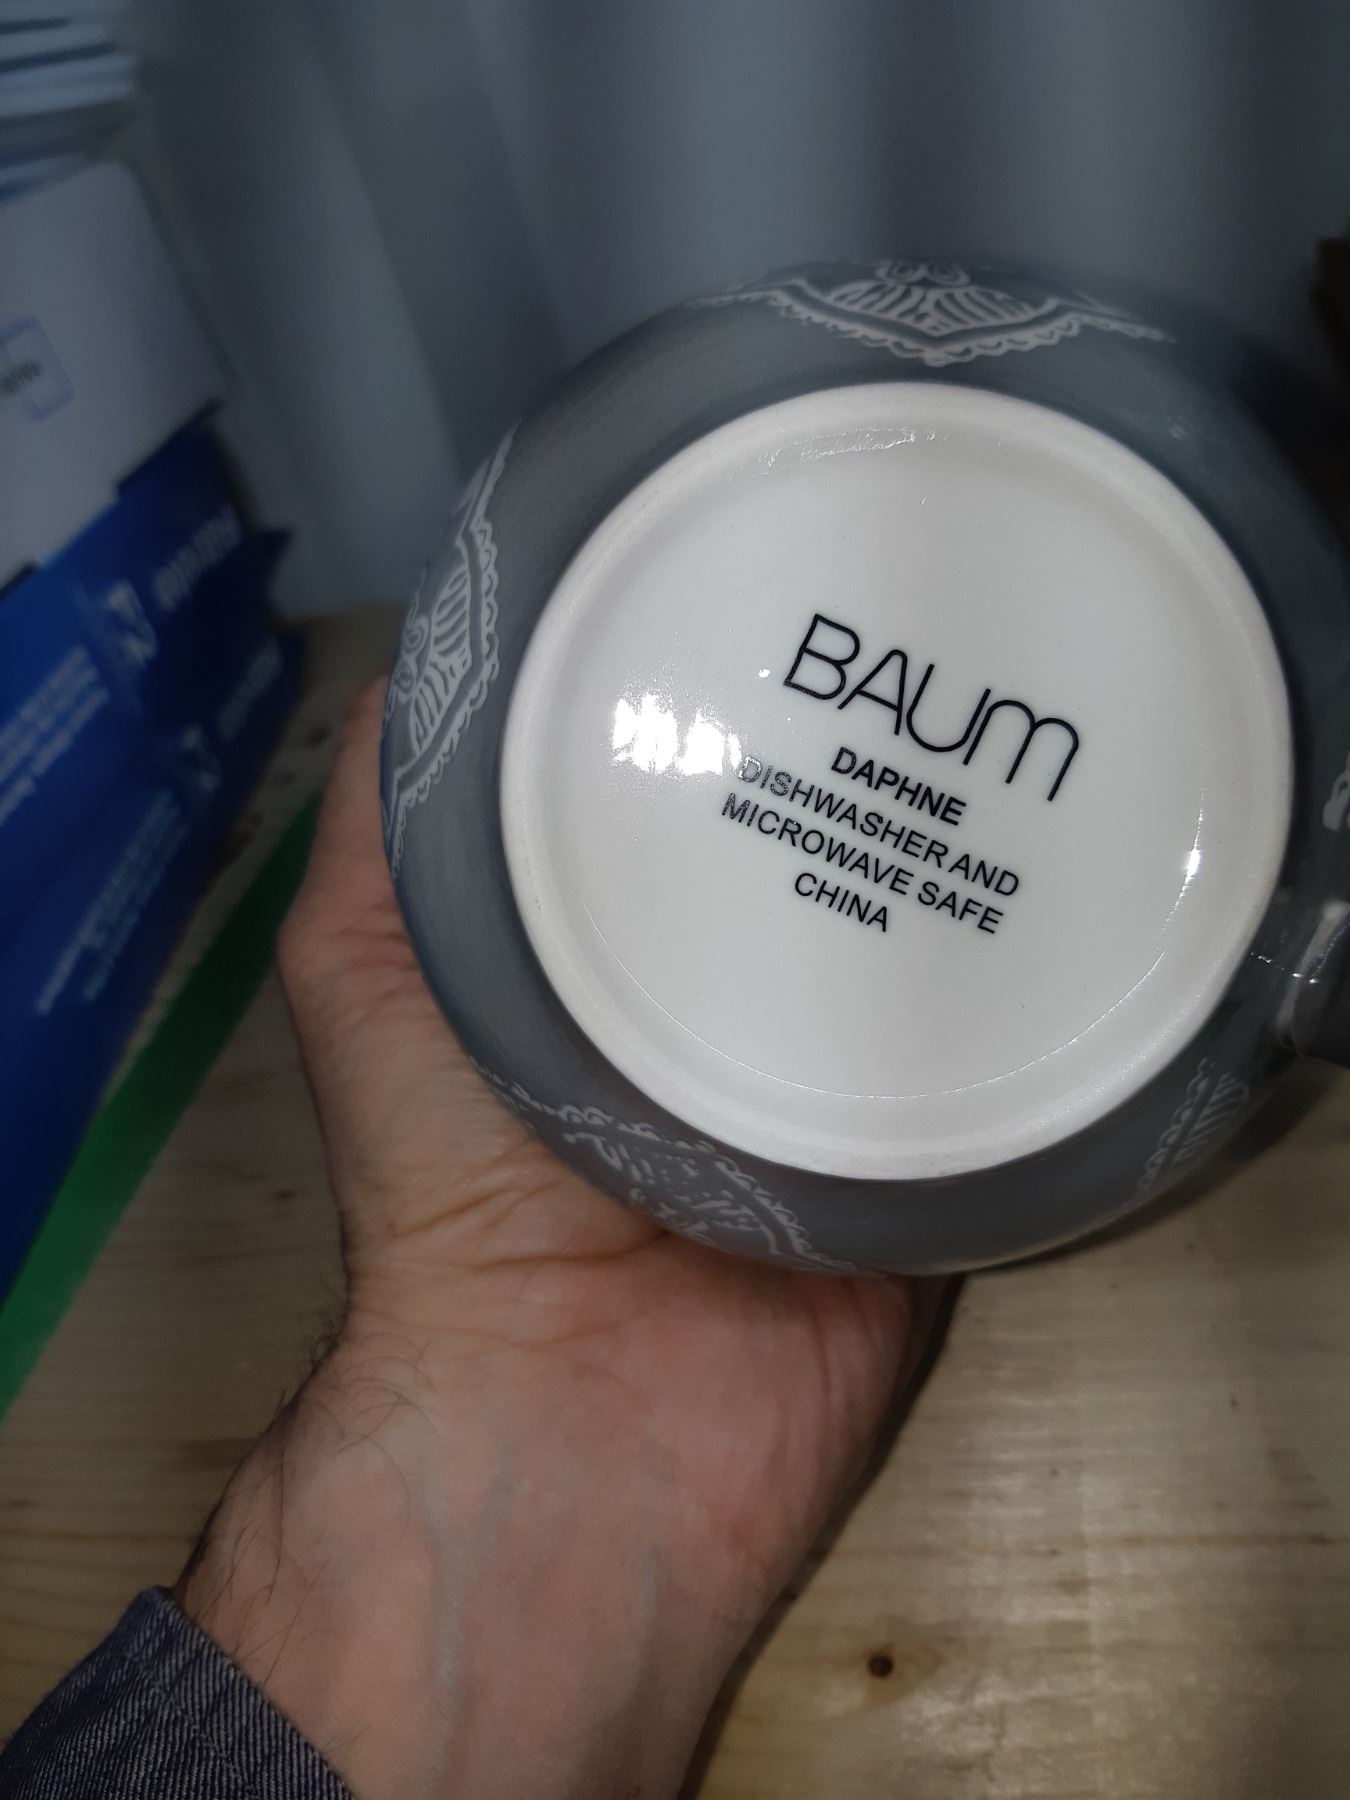 BAUM
DAPHNE
DISHWASHER AND
MICROWAVE SAFE
CHINA